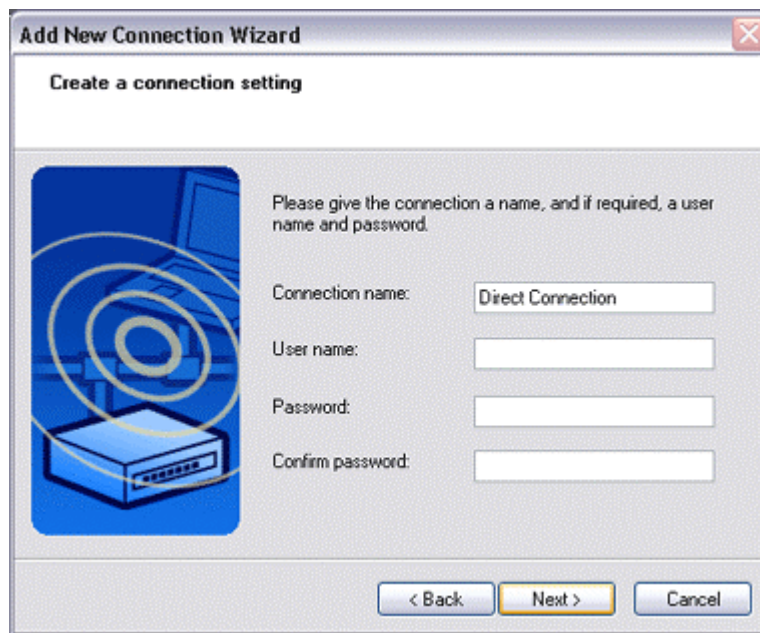 Add New Connection Wizard
Create a connection setting
Please give the connection a name, and if required, a user
name and password.
Connection name: Direct Connection
User name:
Password:
Confirm password:
< Back Next > Cancel